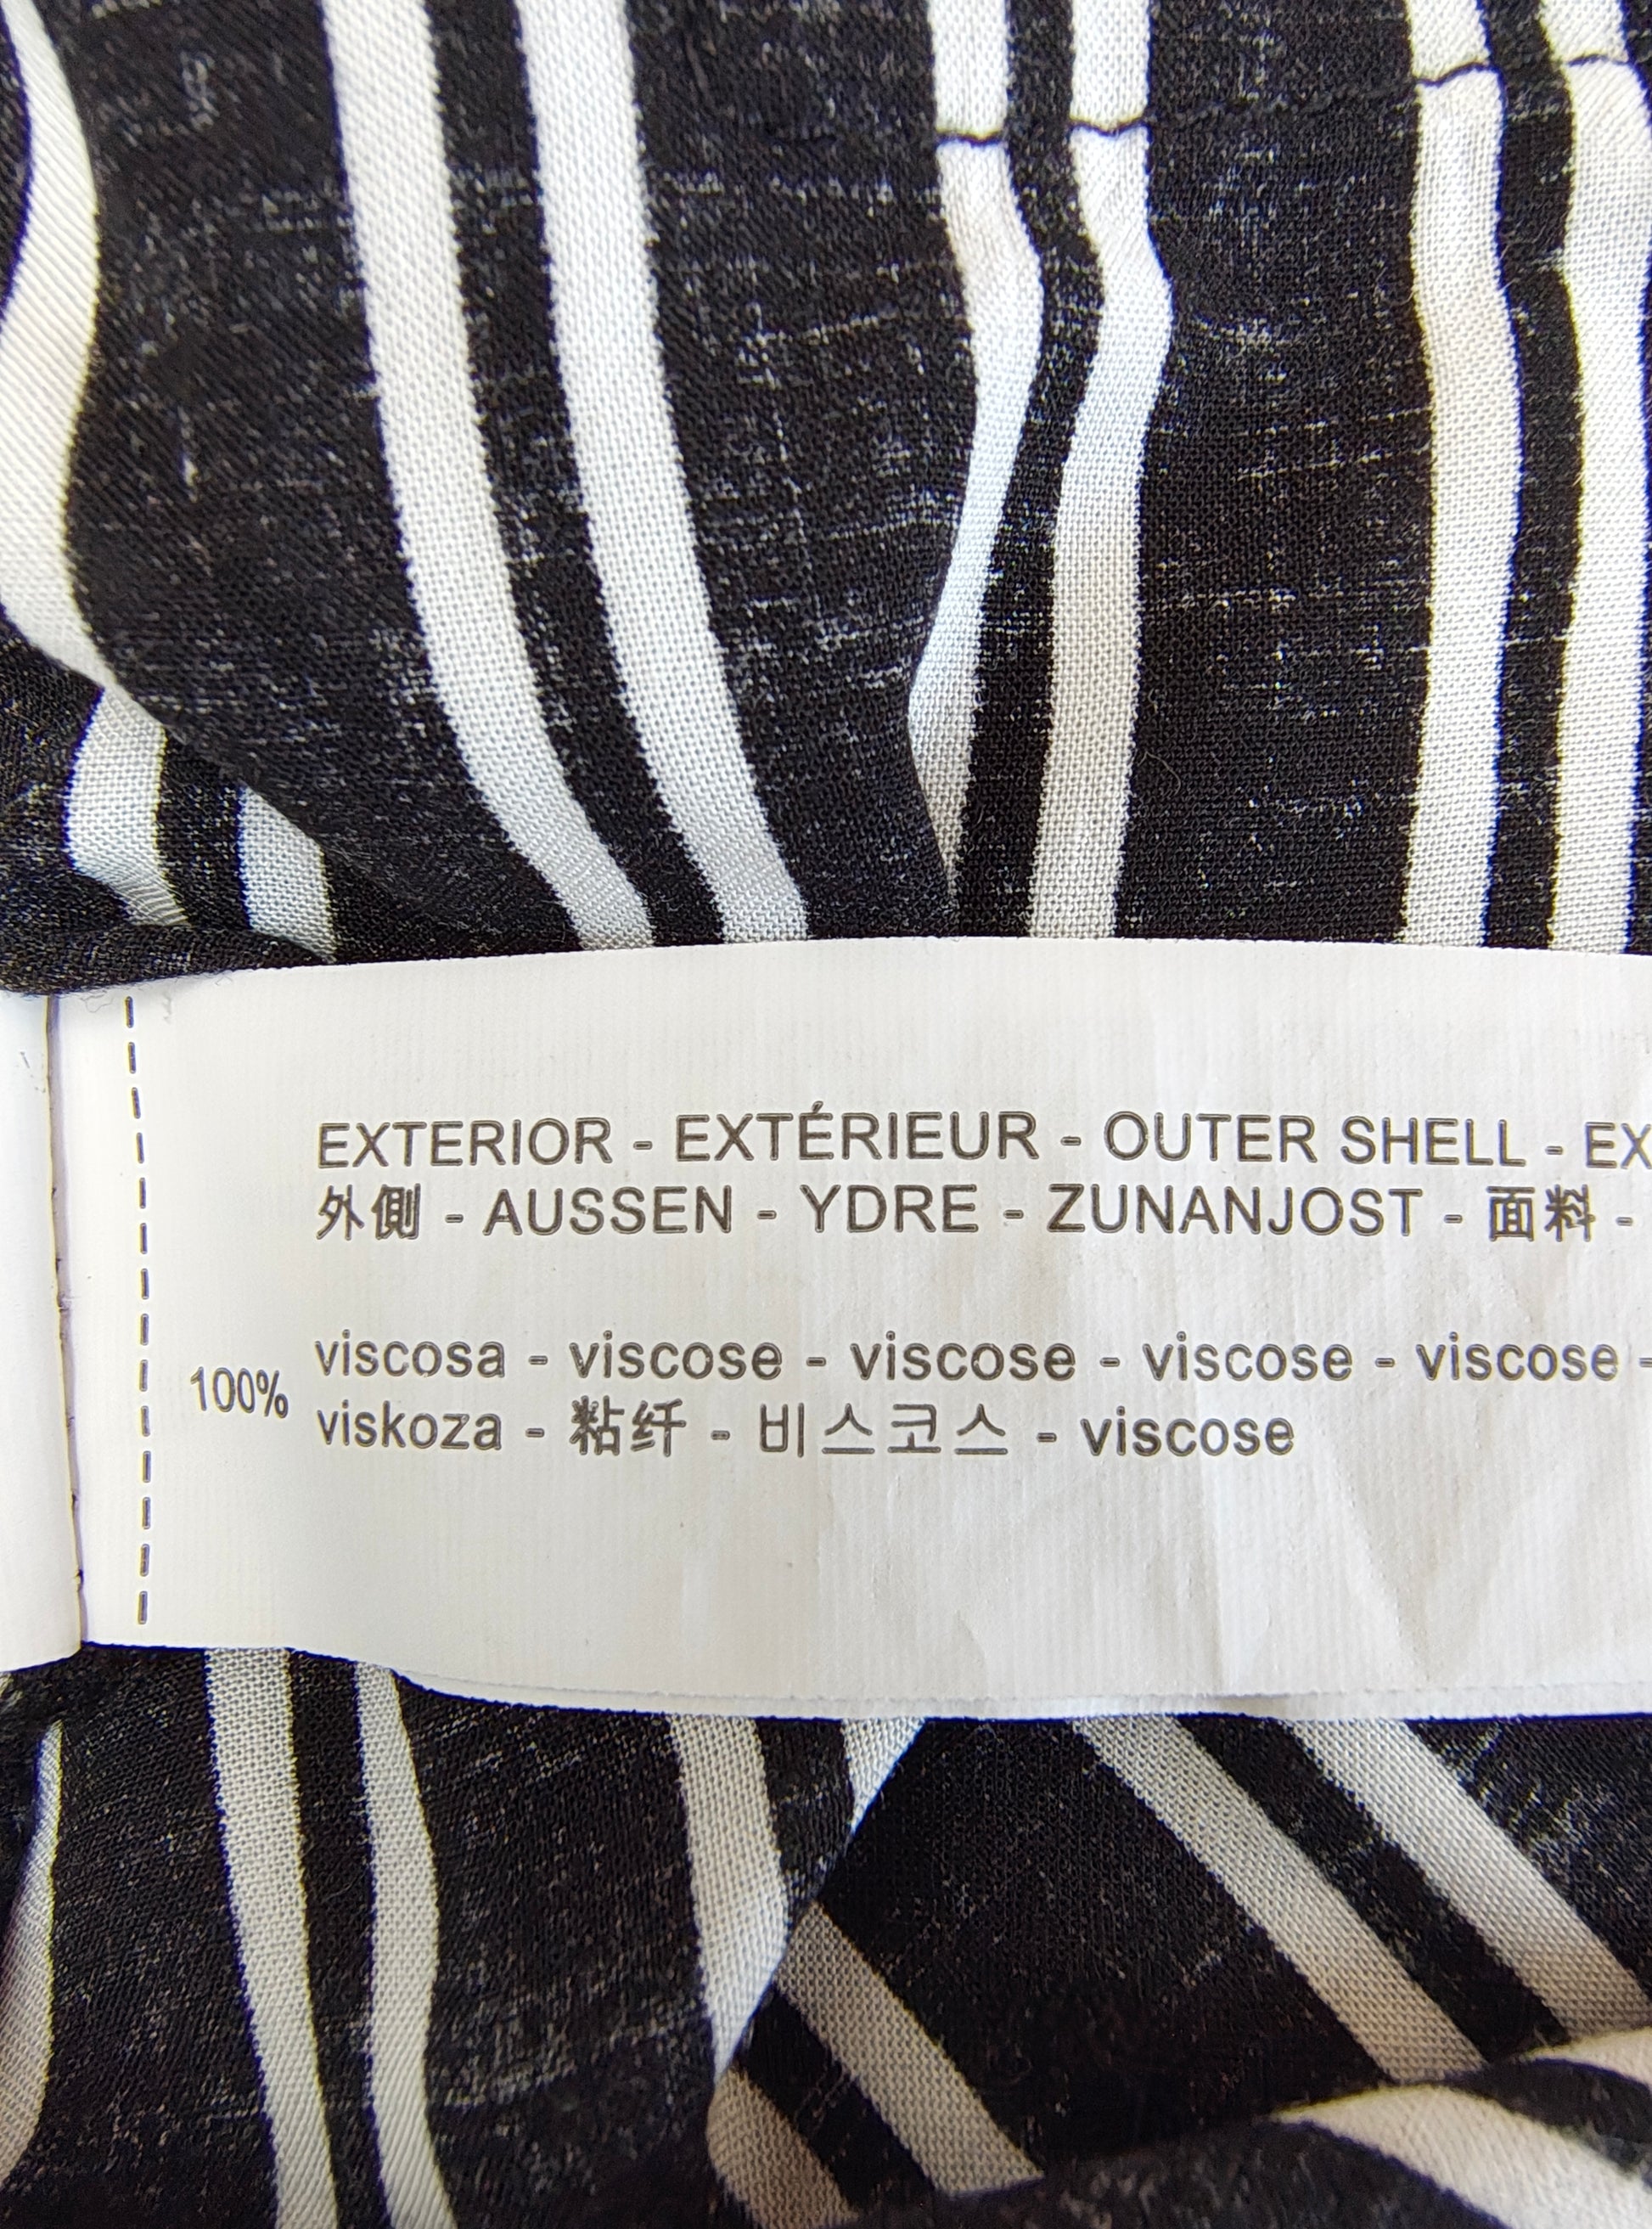 EXTERIOR - EXTÉRIEUR - OUTER SHELL - EX
外側 - AUSSEN - YDRE - ZUNANJOST - 面料 -
100% viscosa - viscose - viscose - viscose - viscose -
viskoza - 粘纤 - 비스코스 - viscose